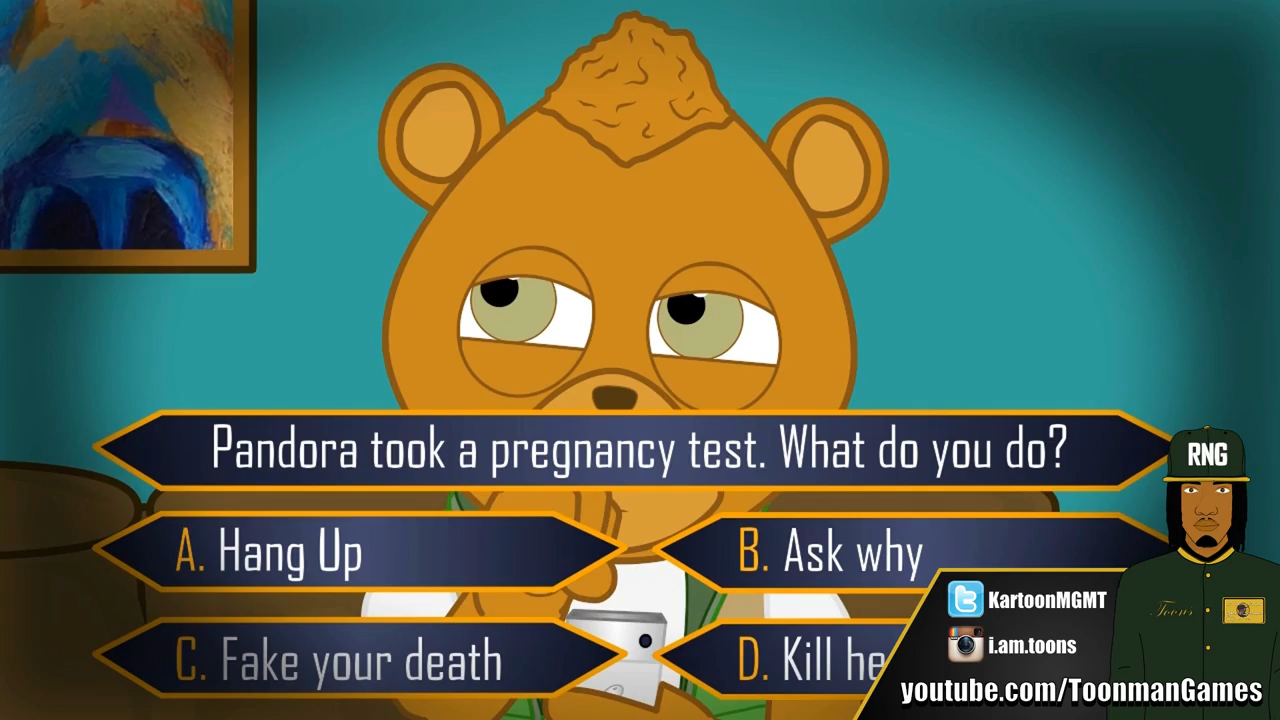 Pandora took a pregnancy test. What do you do?
A. Hang Up
B. Ask why
C. Fake your death
D. Kill he
RNG
Toons
KartoonMGMT
i.am.toons
youtube.com/ToonmanGames